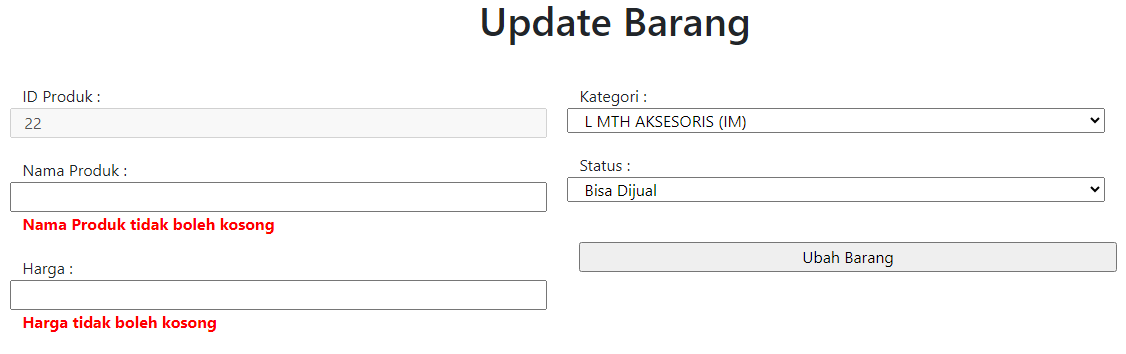 Update Barang
ID Produk :
22
Nama Produk :
Nama Produk tidak boleh kosong
Harga :
Harga tidak boleh kosong
Kategori :
L MTH AKSESORIS (IM)
Status :
Bisa Dijual
Ubah Barang